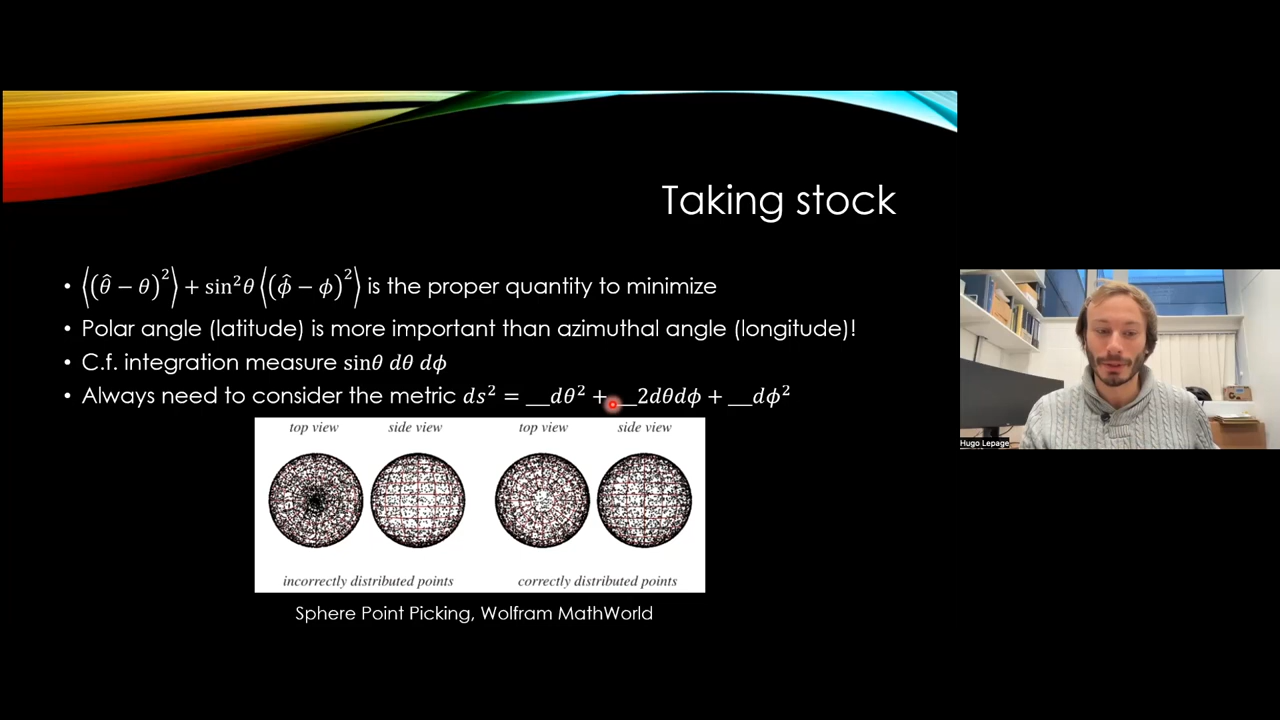 Taking stock
• ⟨(θ̂ − θ)²⟩ + sin²θ ⟨(ϕ̂ − ϕ)²⟩ is the proper quantity to minimize
• Polar angle (latitude) is more important than azimuthal angle (longitude)!
• C.f. integration measure sinθ dθ dϕ
• Always need to consider the metric ds² = __dθ² + __2dθdϕ + __dϕ²
top view side view top view side view
incorrectly distributed points correctly distributed points
Sphere Point Picking, Wolfram MathWorld
Hugo Lepage